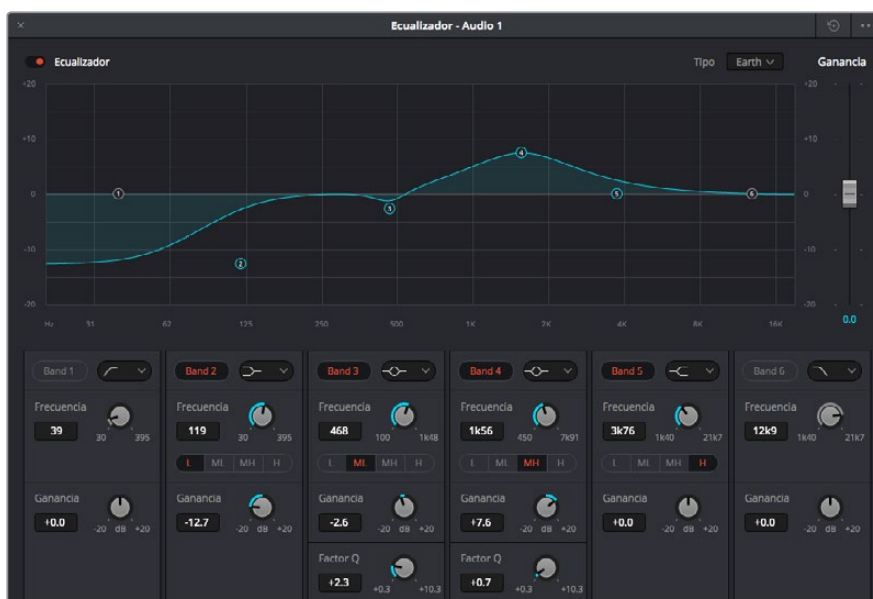 Ecualizador - Audio 1
Ecualizador
Tipo Earth Ganancia
+20 +20
+10 +10
1 2 3 4 5 6
0 0
-10 -10
-20 -20
Hz 31 62 125 250 500 1K 2K 4K 8K 16K 0.0
Band 1 Band 2 Band 3 Band 4 Band 5 Band 6
Frecuencia Frecuencia Frecuencia Frecuencia Frecuencia Frecuencia
39 30 395 119 30 395 468 100 1k48 1k56 450 7k91 3k76 1k40 21k7 12k9 1k40 21k7
L ML MH H L ML MH H L ML MH H L ML MH H
Ganancia Ganancia Ganancia Ganancia Ganancia Ganancia
+0.0 -20 dB +20 -12.7 -20 dB +20 -2.6 -20 dB +20 +7.6 -20 dB +20 +0.0 -20 dB +20 +0.0 -20 dB +20
Factor Q Factor Q
+2.3 +0.3 +10.3 +0.7 +0.3 +10.3